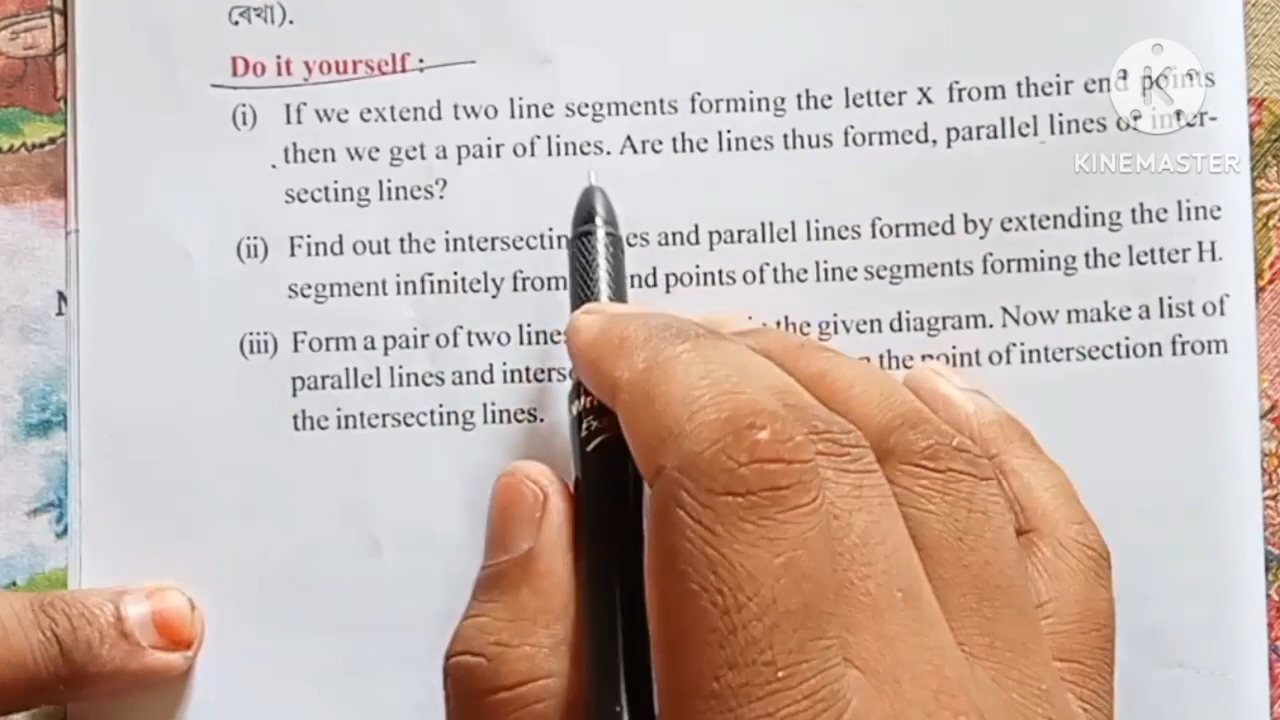 রেখা).
Do it yourself :
(i) If we extend two line segments forming the letter X from their end points
then we get a pair of lines. Are the lines thus formed, parallel lines or inter-
secting lines?
(ii) Find out the intersectin es and parallel lines formed by extending the line
segment infinitely from nd points of the line segments forming the letter H.
(iii) Form a pair of two line the given diagram. Now make a list of
parallel lines and inters the point of intersection from
the intersecting lines.
K
KINEMASTER